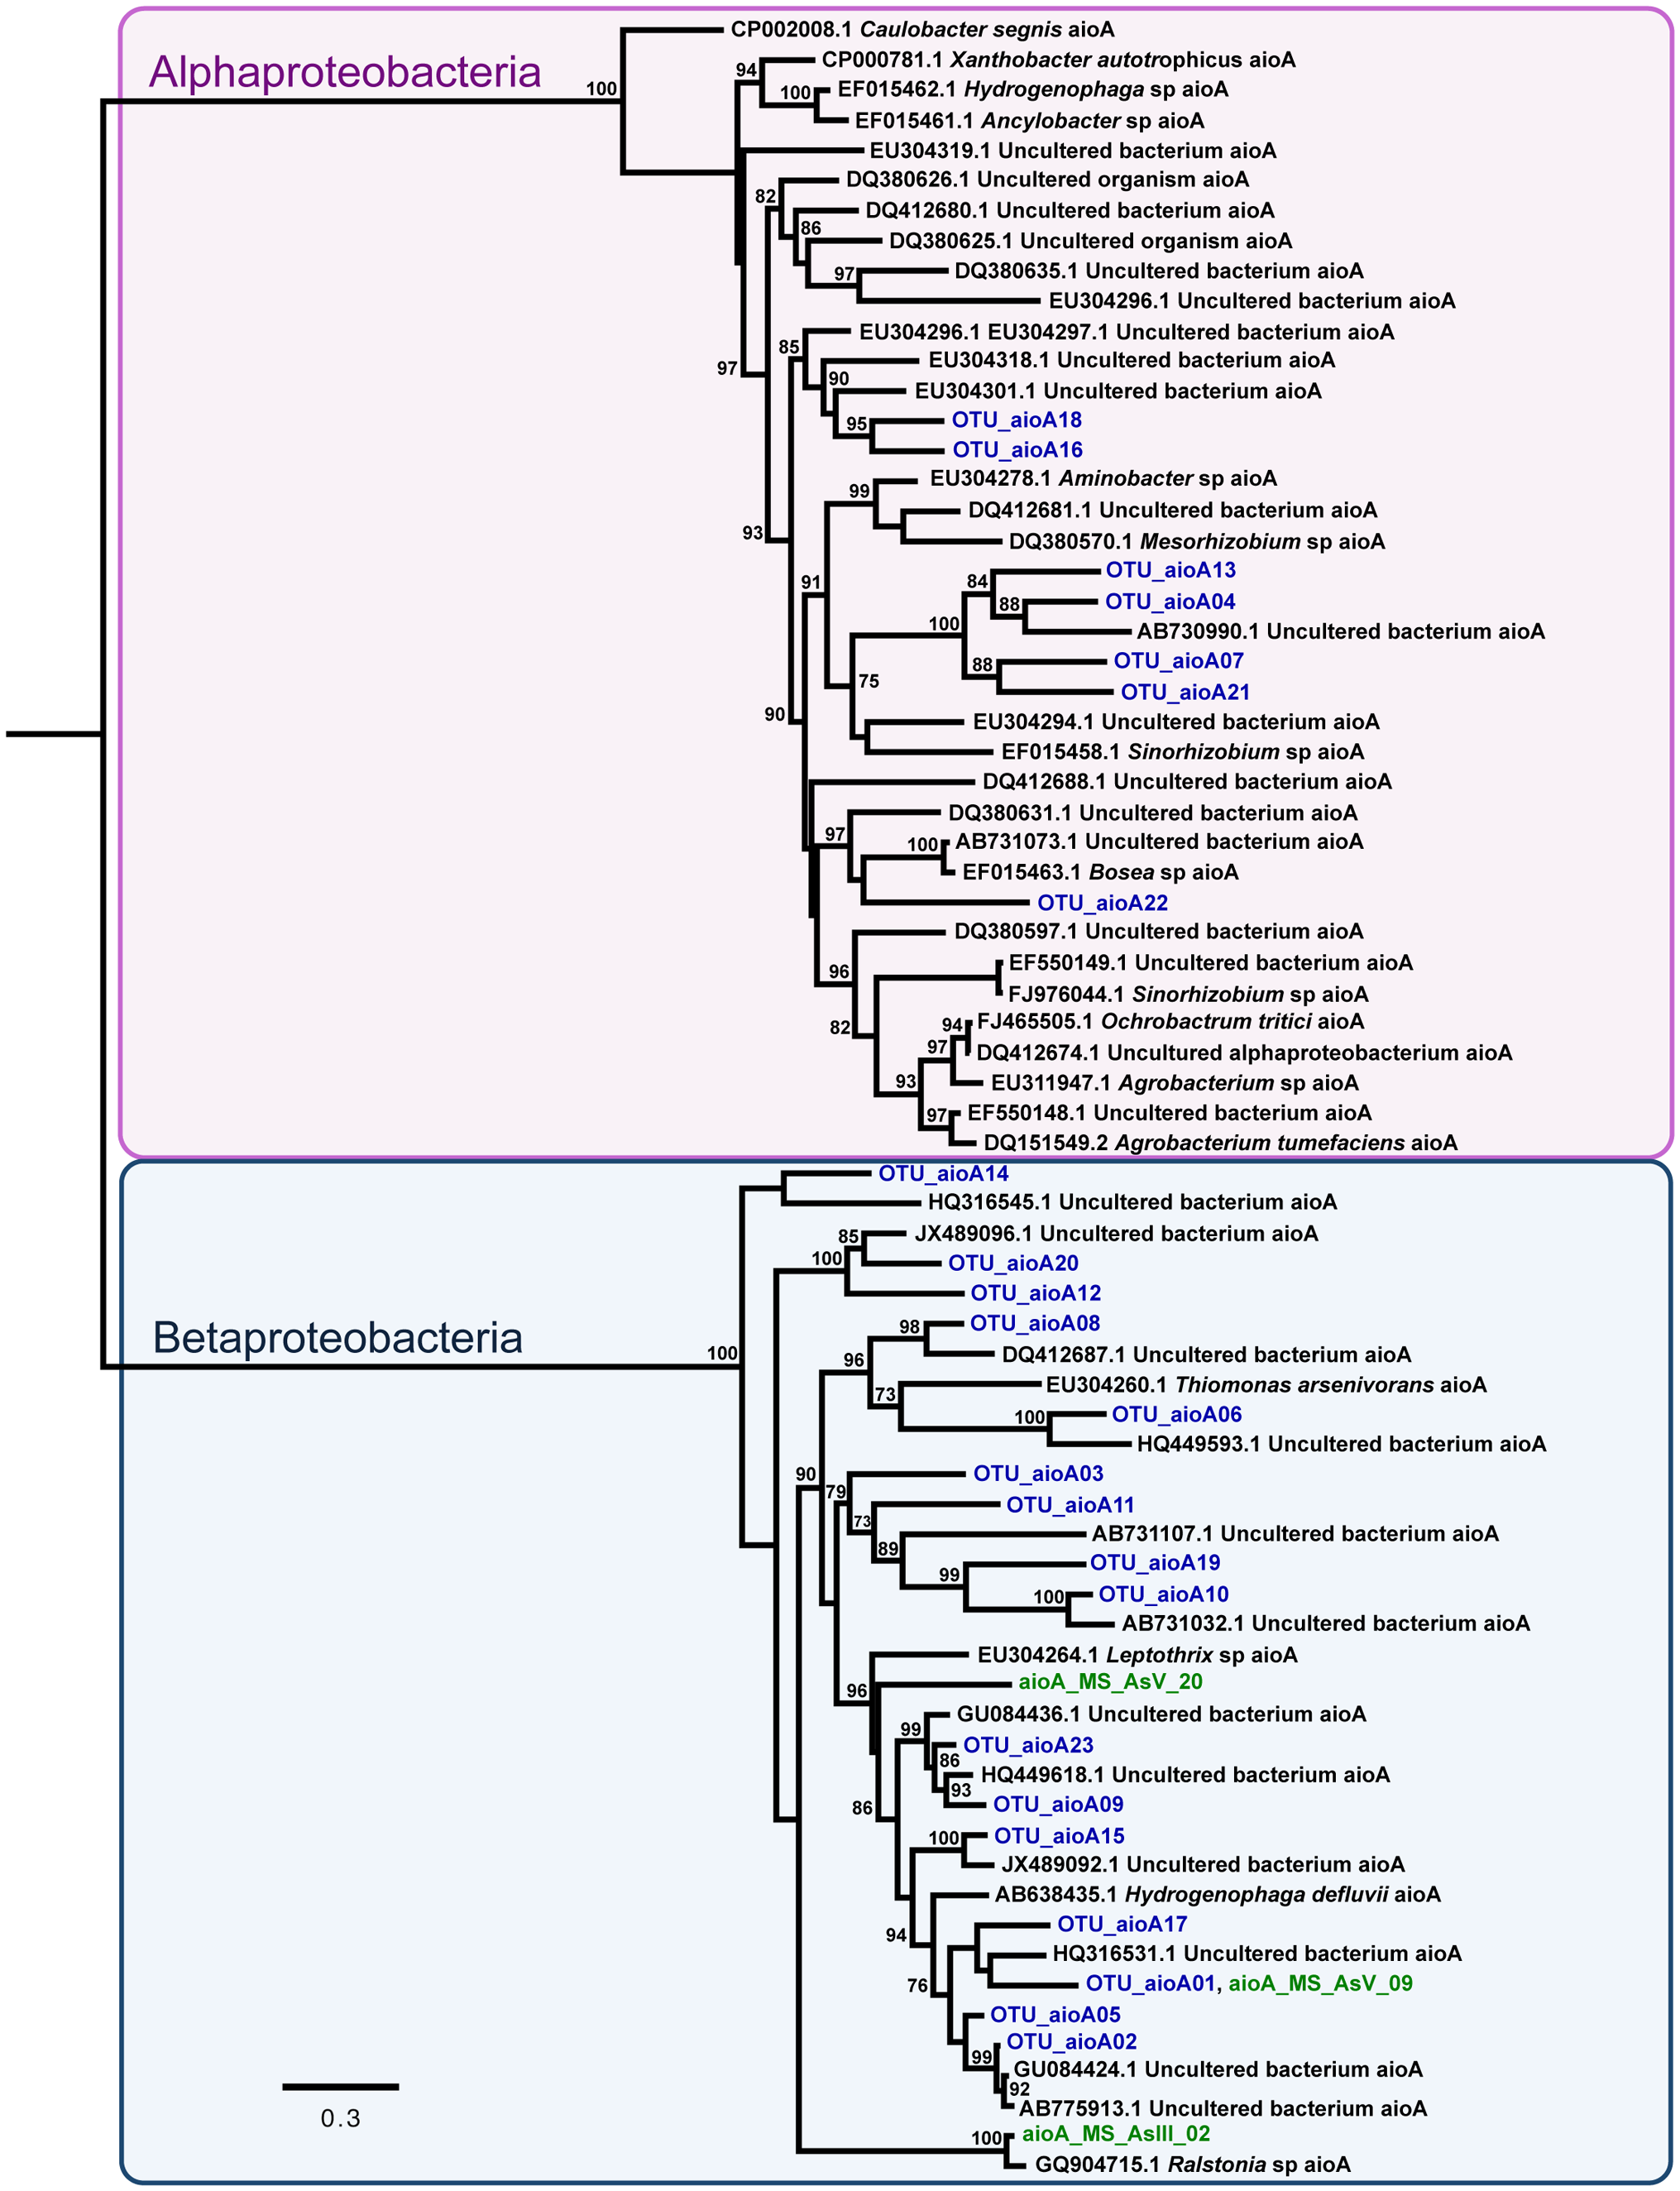 CP002008.1 Caulobacter segnis aioA
Alphaproteobacteria
94
CP000781.1 Xanthobacter autotrophicus aioA
100
100
EF015462.1 Hydrogenophaga sp aioA
EF015461.1 Ancylobacter sp aioA
EU304319.1 Uncultered bacterium aioA
DQ380626.1 Uncultered organism aioA
82
DQ412680.1 Uncultered bacterium aioA
86
DQ380625.1 Uncultered organism aioA
97
DQ380635.1 Uncultered bacterium aioA
EU304296.1 Uncultered bacterium aioA
EU304296.1 EU304297.1 Uncultered bacterium aioA
85
EU304318.1 Uncultered bacterium aioA
97
90
EU304301.1 Uncultered bacterium aioA
OTU_aioA18
95
OTU_aioA16
EU304278.1 Aminobacter sp aioA
99
DQ412681.1 Uncultered bacterium aioA
93
DQ380570.1 Mesorhizobium sp aioA
OTU_aioA13
91
84
OTU_aioA04
88
AB730990.1 Uncultered bacterium aioA
100
OTU_aioA07
88
75
OTU_aioA21
90
EU304294.1 Uncultered bacterium aioA
EF015458.1 Sinorhizobium sp aioA
DQ412688.1 Uncultered bacterium aioA
DQ380631.1 Uncultered bacterium aioA
97
100
AB731073.1 Uncultered bacterium aioA
EF015463.1 Bosea sp aioA
OTU_aioA22
DQ380597.1 Uncultered bacterium aioA
96
EF550149.1 Uncultered bacterium aioA
FJ976044.1 Sinorhizobium sp aioA
82
94
FJ465505.1 Ochrobactrum tritici aioA
97
DQ412674.1 Uncultured alphaproteobacterium aioA
93
EU311947.1 Agrobacterium sp aioA
97
EF550148.1 Uncultered bacterium aioA
DQ151549.2 Agrobacterium tumefaciens aioA
OTU_aioA14
HQ316545.1 Uncultered bacterium aioA
85
JX489096.1 Uncultered bacterium aioA
100
OTU_aioA20
OTU_aioA12
Betaproteobacteria
98
OTU_aioA08
100
96
DQ412687.1 Uncultered bacterium aioA
73
EU304260.1 Thiomonas arsenivorans aioA
100
OTU_aioA06
HQ449593.1 Uncultered bacterium aioA
90
OTU_aioA03
79
OTU_aioA11
73
AB731107.1 Uncultered bacterium aioA
89
99
OTU_aioA19
100
OTU_aioA10
AB731032.1 Uncultered bacterium aioA
EU304264.1 Leptothrix sp aioA
96
aioA_MS_AsV_20
99
GU084436.1 Uncultered bacterium aioA
OTU_aioA23
86
HQ449618.1 Uncultered bacterium aioA
93
86
OTU_aioA09
100
OTU_aioA15
JX489092.1 Uncultered bacterium aioA
AB638435.1 Hydrogenophaga defluvii aioA
94
OTU_aioA17
HQ316531.1 Uncultered bacterium aioA
76
OTU_aioA01, aioA_MS_AsV_09
OTU_aioA05
OTU_aioA02
99
GU084424.1 Uncultered bacterium aioA
92
AB775913.1 Uncultered bacterium aioA
0.3
100
aioA_MS_AsIII_02
GQ904715.1 Ralstonia sp aioA